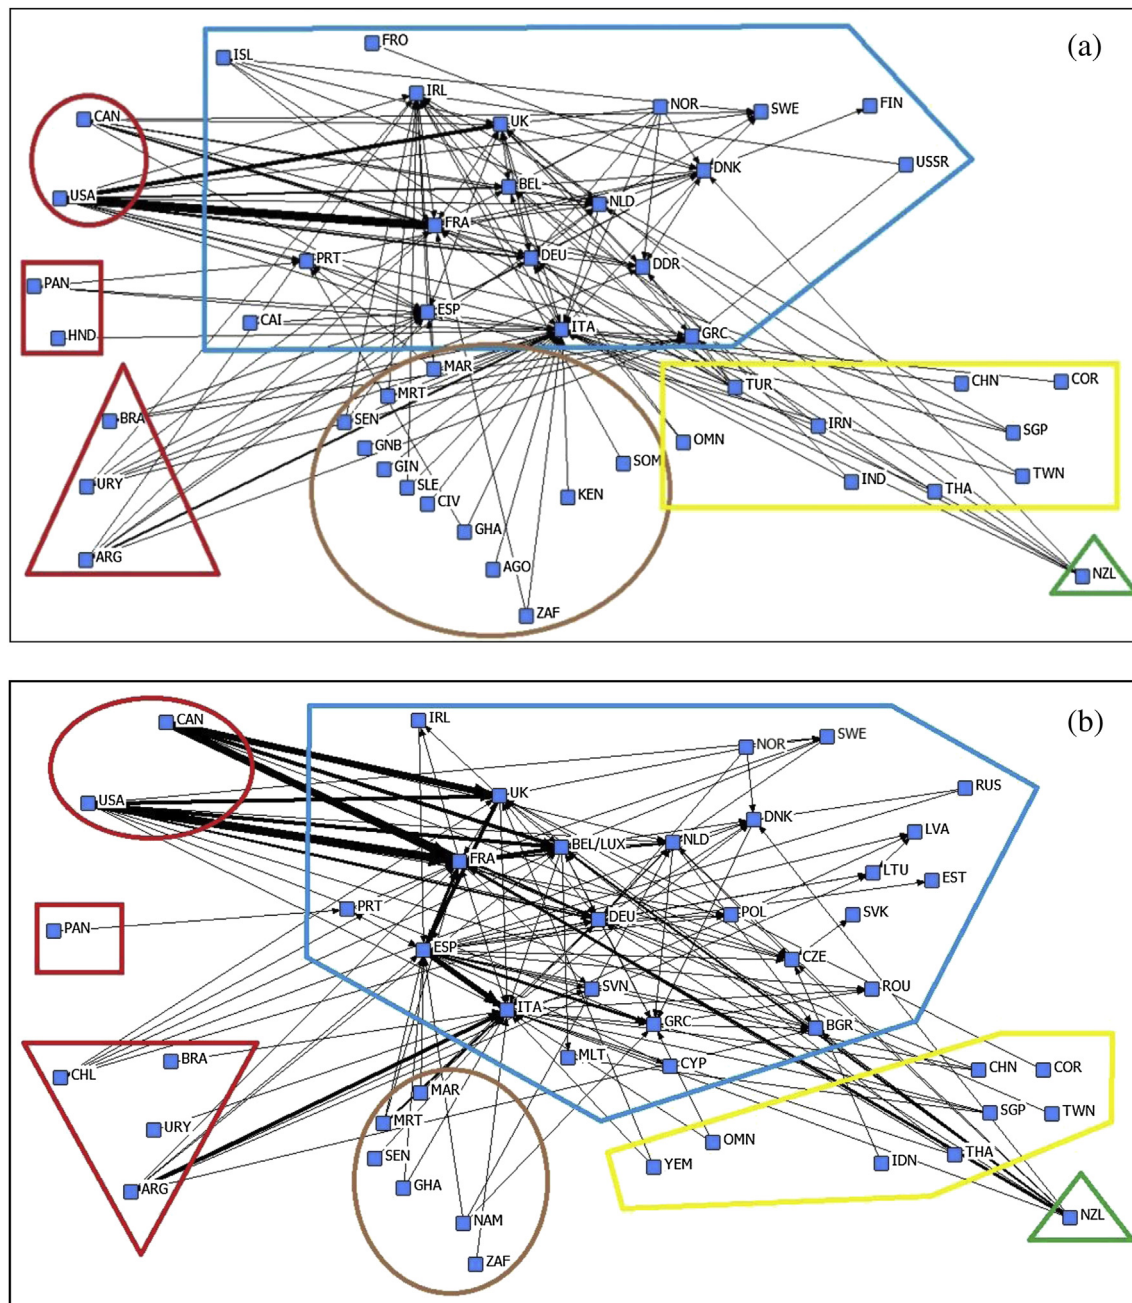 (a)
FRO
ISL
IRL
NOR
SWE
FIN
CAN
UK
DNK
USSR
BEL
USA
NLD
FRA
DEU
DDR
PRT
PAN
ESP
CAI
ITA
GRC
HND
MAR
TUR
CHN
COR
MRT
BRA
SEN
IRN
SGP
OMN
GNB
GIN
SOM
TWN
URY
SLE
IND
THA
CIV
KEN
GHA
ARG
AGO
NZL
ZAF
(b)
CAN
IRL
SWE
NOR
RUS
UK
USA
DNK
LVA
BEL/LUX
NLD
FRA
LTU
EST
PRT
POL
SVK
DEU
PAN
ESP
CZE
SVN
ROU
ITA
GRC
BGR
BRA
MLT
CYP
CHN
COR
CHL
MAR
SGP
TWN
MRT
URY
OMN
SEN
THA
YEM
IDN
GHA
ARG
NZL
NAM
ZAF